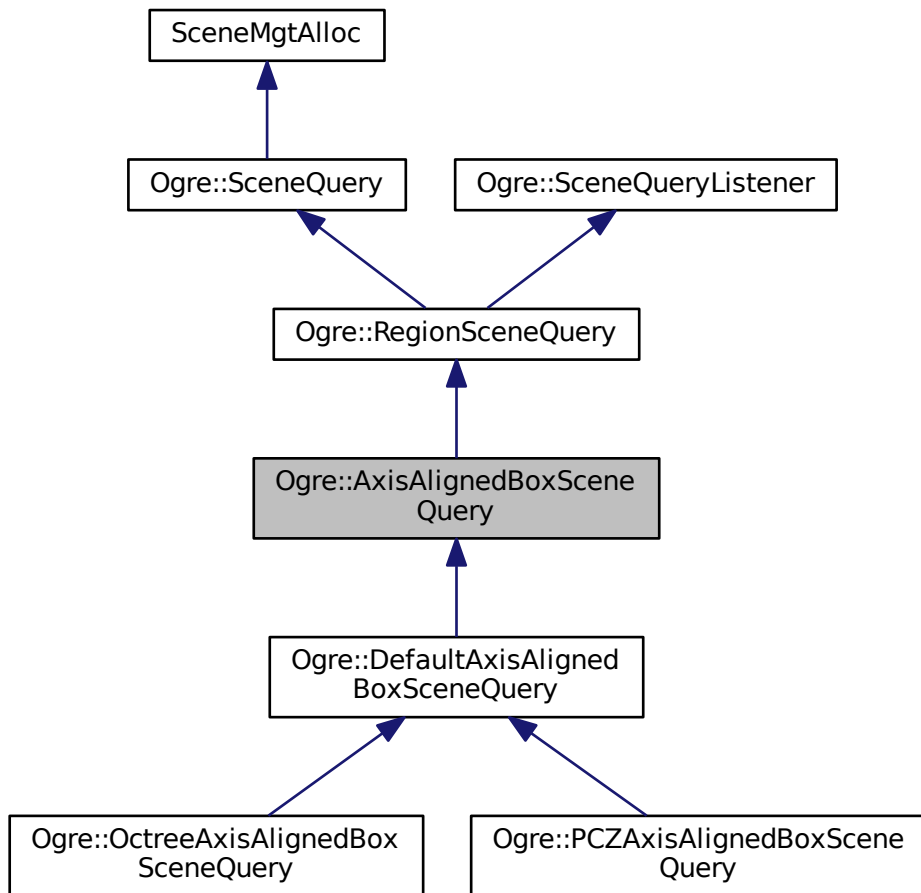 SceneMgtAlloc
Ogre::SceneQuery
Ogre::SceneQueryListener
Ogre::RegionSceneQuery
Ogre::AxisAlignedBoxScene
Query
Ogre::DefaultAxisAligned
BoxSceneQuery
Ogre::OctreeAxisAlignedBox
SceneQuery
Ogre::PCZAxisAlignedBoxScene
Query